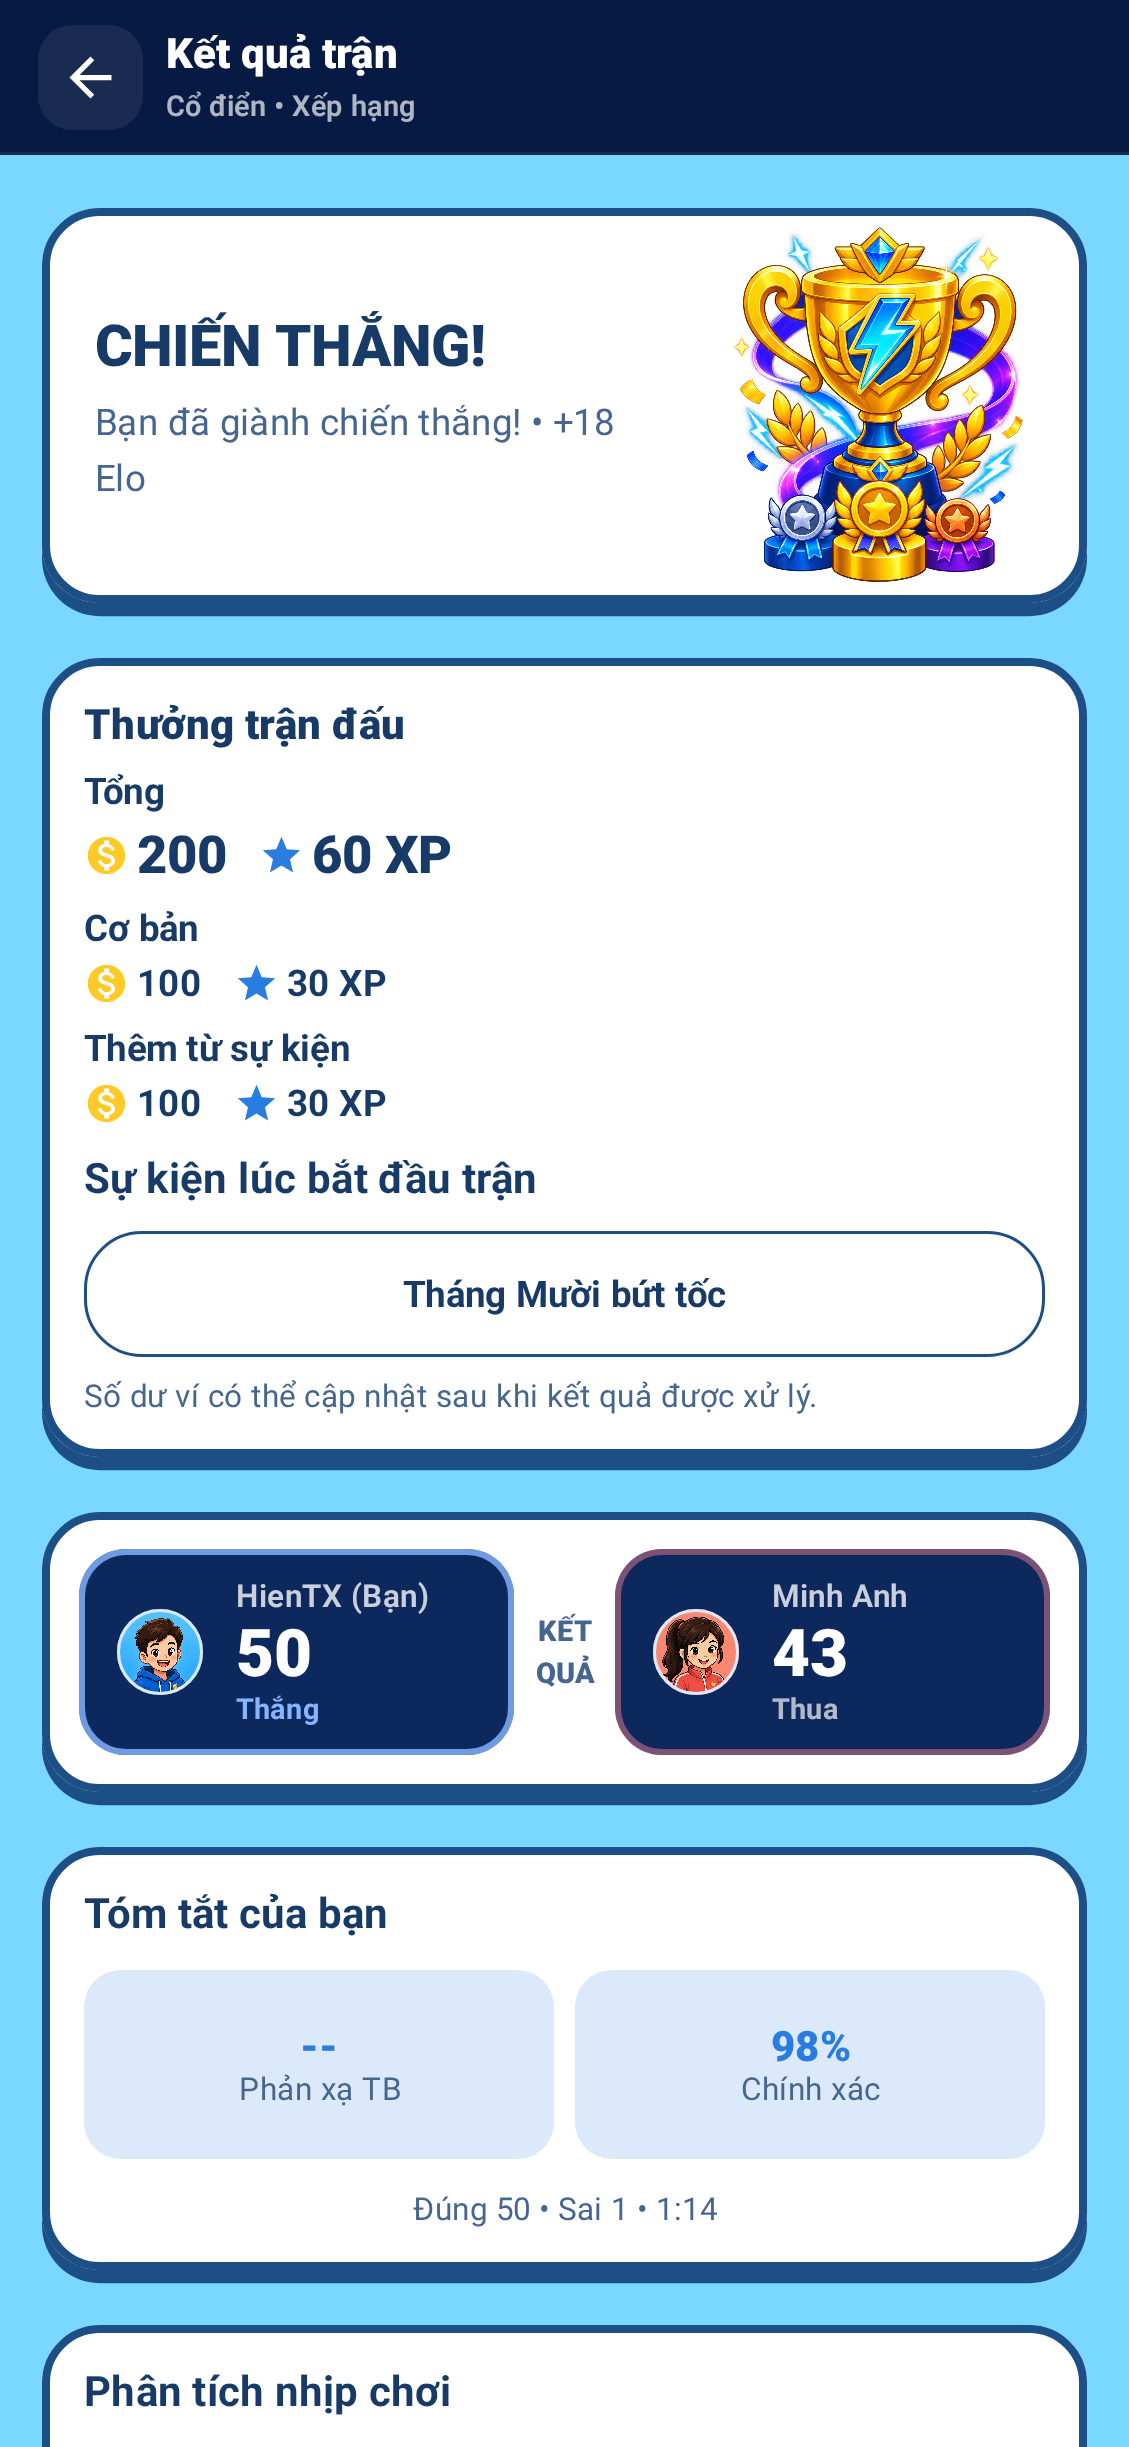 Kết quả trận
Cổ điển • Xếp hạng
CHIẾN THẮNG!
Bạn đã giành chiến thắng! • +18
Elo
Thưởng trận đấu
Tổng
200 60 XP
Cơ bản
100 30 XP
Thêm từ sự kiện
100 30 XP
Sự kiện lúc bắt đầu trận
Tháng Mười bứt tốc
Số dư ví có thể cập nhật sau khi kết quả được xử lý.
HienTX (Bạn)
50
Thắng
KẾT
QUẢ
Minh Anh
43
Thua
Tóm tắt của bạn
--
Phản xạ TB
98%
Chính xác
Đúng 50 • Sai 1 • 1:14
Phân tích nhịp chơi